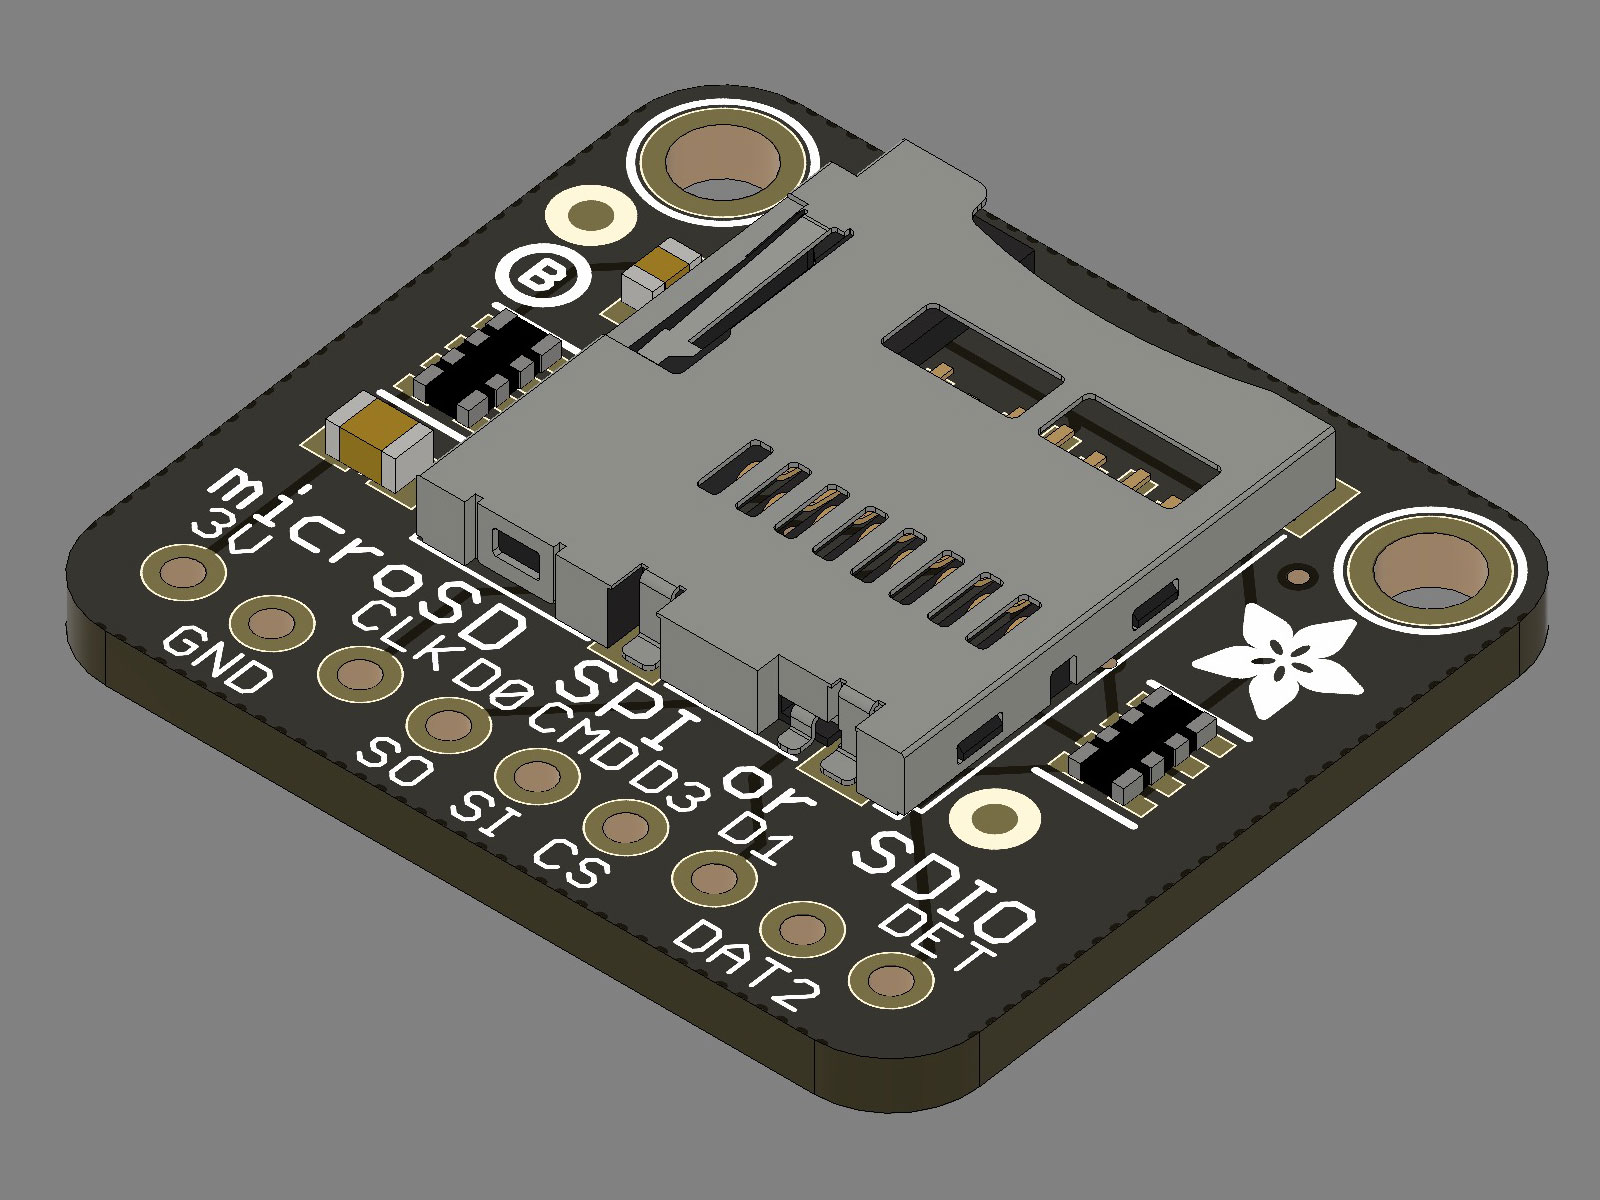 B
microSD SPI or SDIO
3V CLK D0 CMD D3 D1 DET
GND SO SI CS DAT2